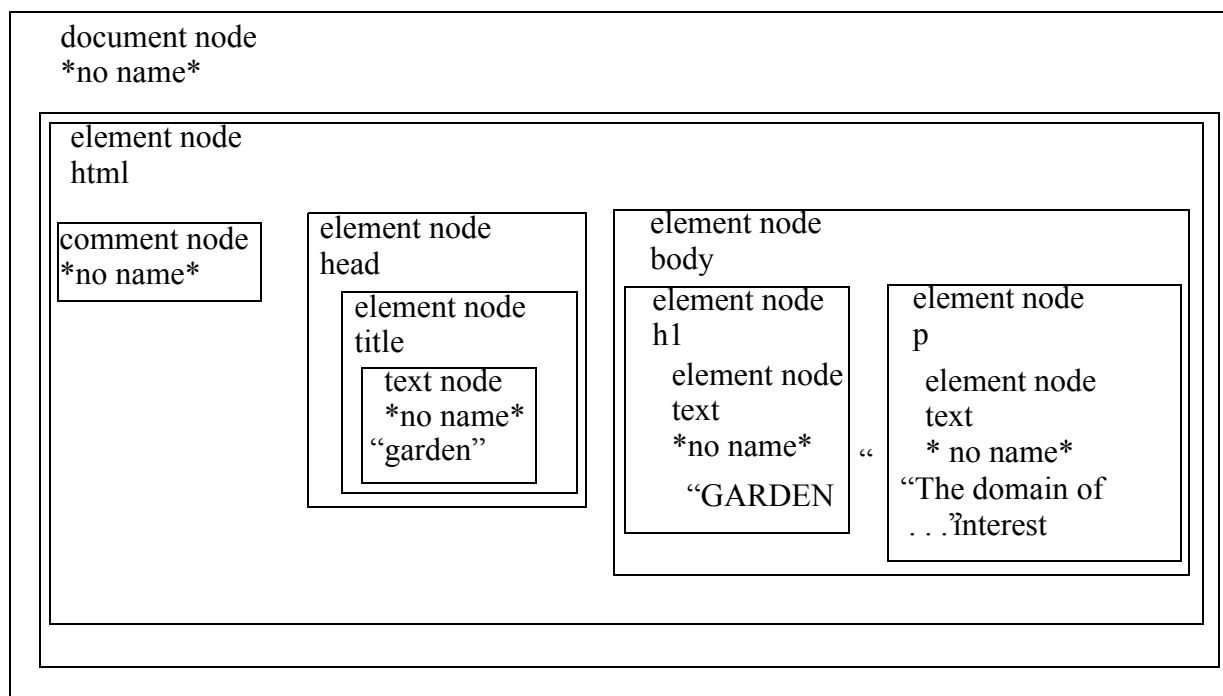 document node
*no name*
element node
html
comment node
*no name*
element node
head
element node
title
text node
*no name*
“garden”
element node
body
element node
h1
element node
text
*no name*
“GARDEN
“
element node
p
element node
text
* no name*
“The domain of
. . .”interest